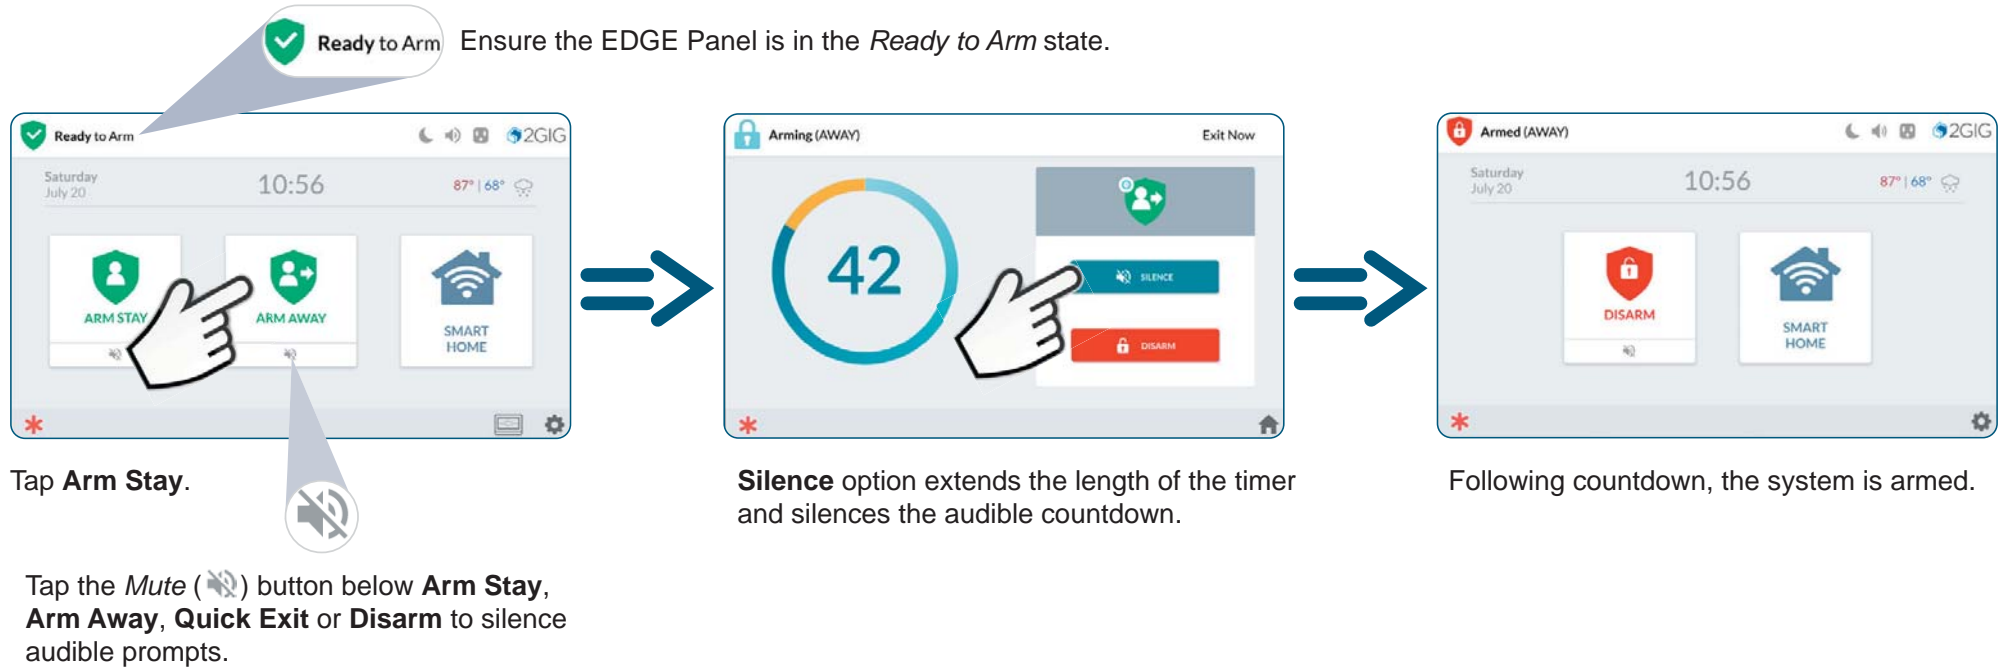 Ready to Arm
Ensure the EDGE Panel is in the Ready to Arm state.
Ready to Arm
2GIG
Saturday
July 20
10:56
87° | 68°
ARM STAY
ARM AWAY
SMART
HOME
Tap Arm Stay.
Tap the Mute ( ) button below Arm Stay,
Arm Away, Quick Exit or Disarm to silence
audible prompts.
Arming (AWAY)
Exit Now
42
SILENCE
DISARM
Silence option extends the length of the timer
and silences the audible countdown.
Armed (AWAY)
2GIG
Saturday
July 20
10:56
87° | 68°
DISARM
SMART
HOME
Following countdown, the system is armed.